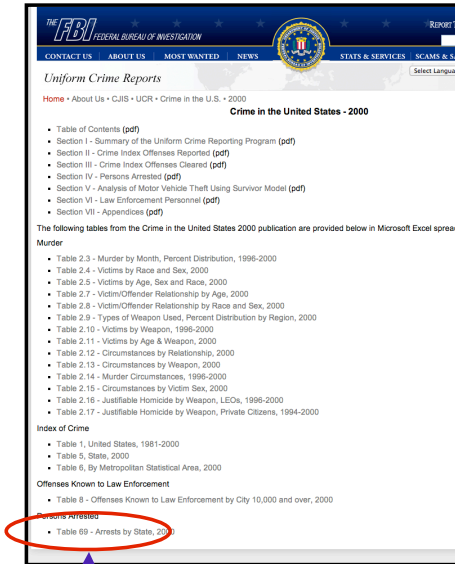 THE FBI FEDERAL BUREAU OF INVESTIGATION
REPORT
CONTACT US | ABOUT US | MOST WANTED | NEWS | STATS & SERVICES | SCAMS &
Uniform Crime Reports
Select Langua
Home • About Us • CJIS • UCR • Crime in the U.S. • 2000
Crime in the United States - 2000
Table of Contents (pdf)
Section I - Summary of the Uniform Crime Reporting Program (pdf)
Section II - Crime Index Offenses Reported (pdf)
Section III - Crime Index Offenses Cleared (pdf)
Section IV - Persons Arrested (pdf)
Section V - Analysis of Motor Vehicle Theft Using Survivor Model (pdf)
Section VI - Law Enforcement Personnel (pdf)
Section VII - Appendices (pdf)
The following tables from the Crime in the United States 2000 publication are provided below in Microsoft Excel sprea
Murder
Table 2.3 - Murder by Month, Percent Distribution, 1996-2000
Table 2.4 - Victims by Race and Sex, 2000
Table 2.5 - Victims by Age, Sex and Race, 2000
Table 2.7 - Victim/Offender Relationship by Age, 2000
Table 2.8 - Victim/Offender Relationship by Race and Sex, 2000
Table 2.9 - Types of Weapon Used, Percent Distribution by Region, 2000
Table 2.10 - Victims by Weapon, 1996-2000
Table 2.11 - Victims by Age & Weapon, 2000
Table 2.12 - Circumstances by Relationship, 2000
Table 2.13 - Circumstances by Weapon, 2000
Table 2.14 - Murder Circumstances, 1996-2000
Table 2.15 - Circumstances by Victim Sex, 2000
Table 2.16 - Justifiable Homicide by Weapon, LEOs, 1996-2000
Table 2.17 - Justifiable Homicide by Weapon, Private Citizens, 1994-2000
Index of Crime
Table 1, United States, 1981-2000
Table 5, State, 2000
Table 6, By Metropolitan Statistical Area, 2000
Offenses Known to Law Enforcement
Table 8 - Offenses Known to Law Enforcement by City 10,000 and over, 2000
Persons Arrested
Table 69 - Arrests by State, 2000